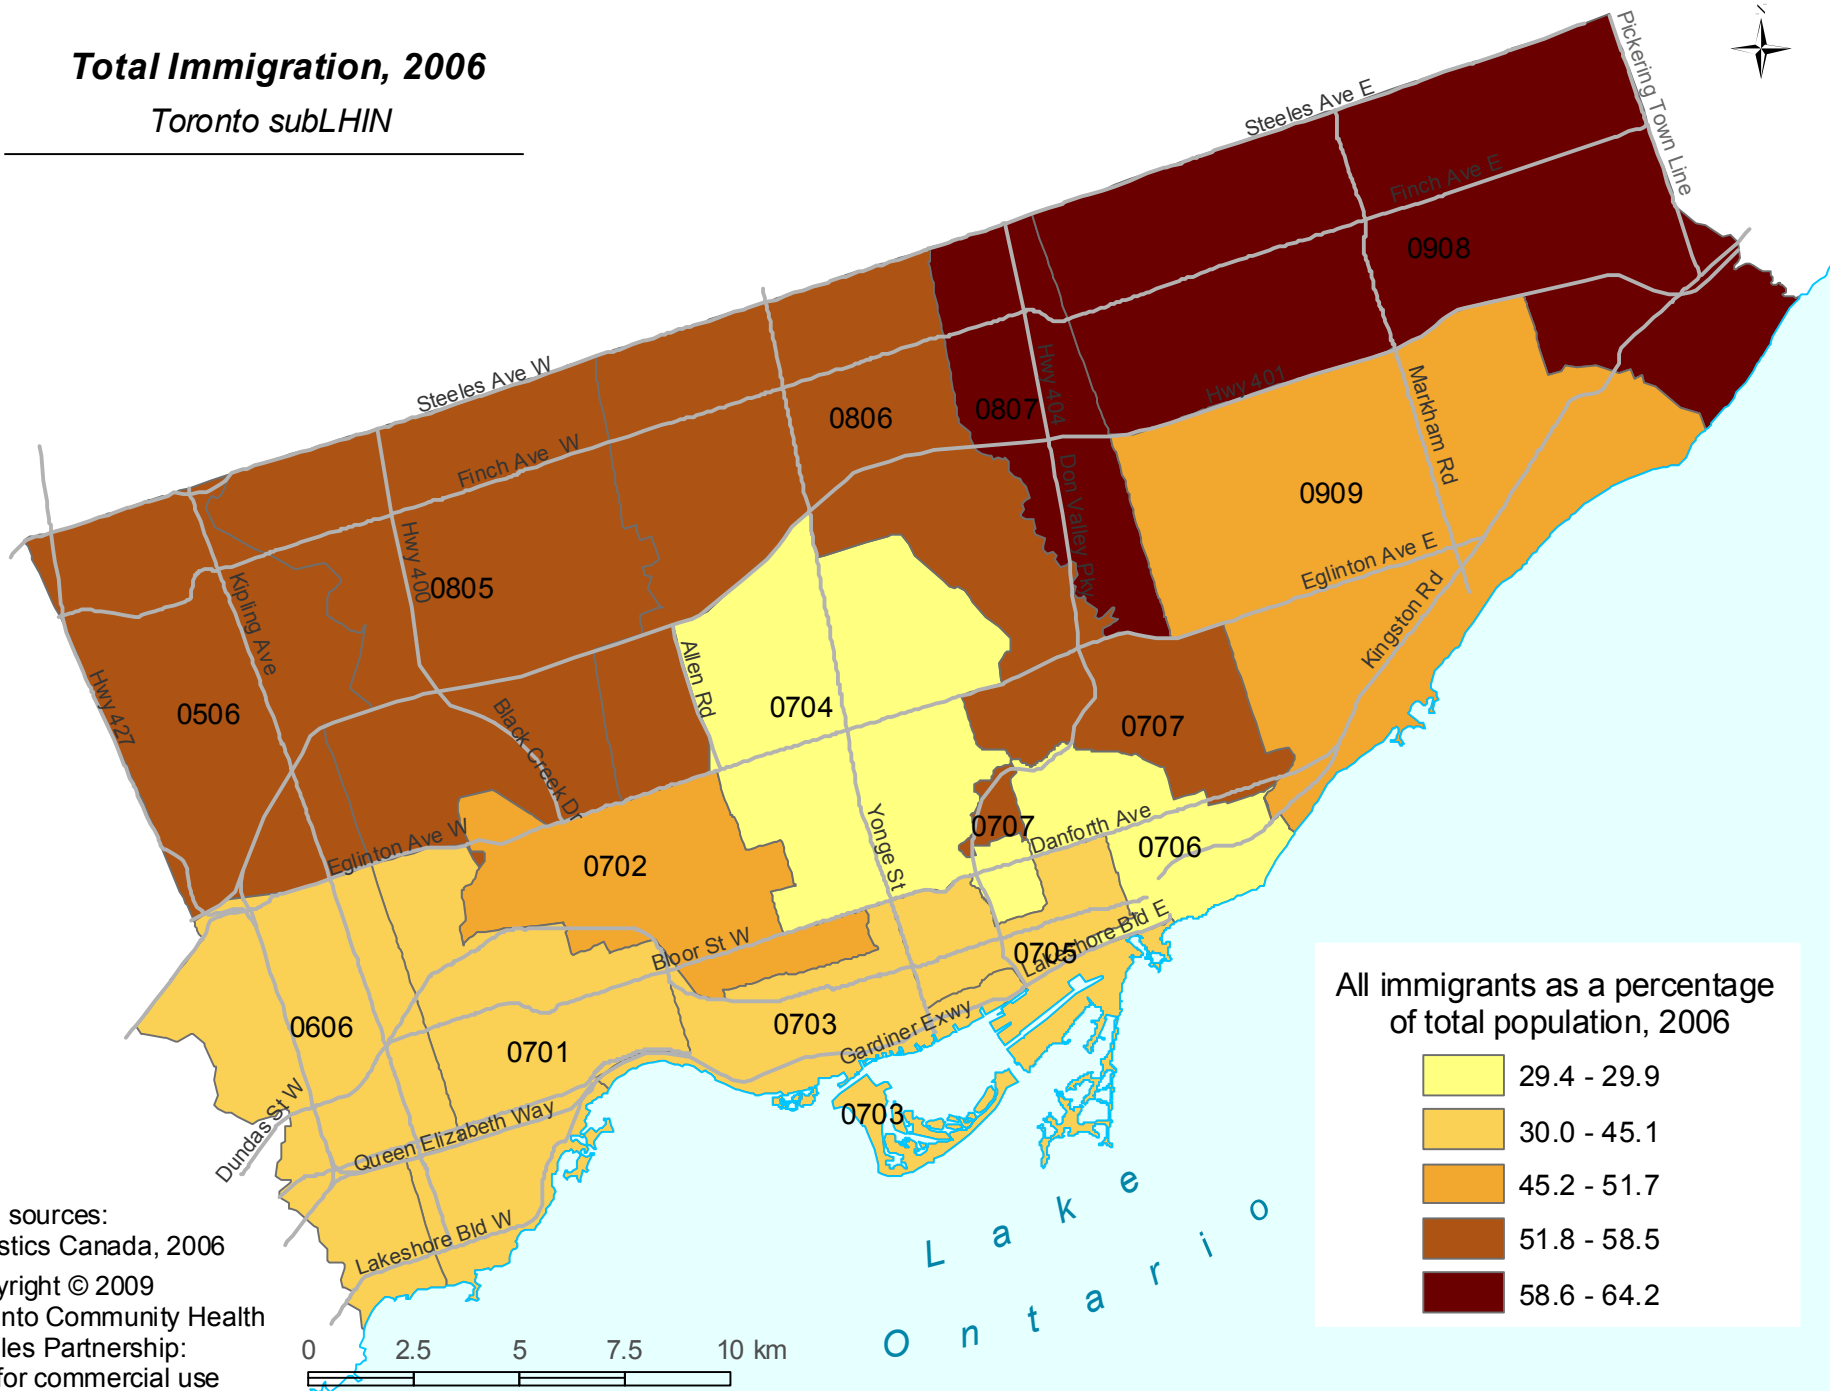 Total Immigration, 2006
Toronto subLHIN
N
Pickering Town Line
Steeles Ave E
Finch Ave E
0908
Steeles Ave W
0806
0807
Hwy 404
Hwy 401
Markham Rd
Finch Ave W
Don Valley Pky
0909
Hwy 400
Kipling Ave
0805
Eglinton Ave E
Kingston Rd
Allen Rd
Hwy 427
0506
Black Creek Dr
0704
0707
Yonge St
0707
Danforth Ave
Eglinton Ave W
0702
0706
Bloor St W
Lakeshore Bld E
0705
0606
0701
0703
Gardiner Exwy
Dundas St W
Queen Elizabeth Way
0703
Lakeshore Bld W
Lake
Ontario
All immigrants as a percentage
of total population, 2006
29.4 - 29.9
30.0 - 45.1
45.2 - 51.7
51.8 - 58.5
58.6 - 64.2
sources:
stics Canada, 2006
yright © 2009
nto Community Health
les Partnership:
for commercial use
0 2.5 5 7.5 10 km